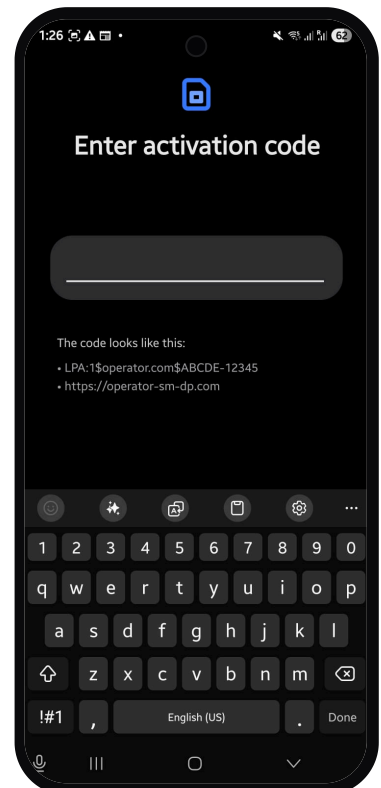 1:26
62
Enter activation code
The code looks like this:
• LPA:1$operator.com$ABCDE-12345
• https://operator-sm-dp.com
1 2 3 4 5 6 7 8 9 0
q w e r t y u i o p
a s d f g h j k l
z x c v b n m
!#1 , English (US) . Done